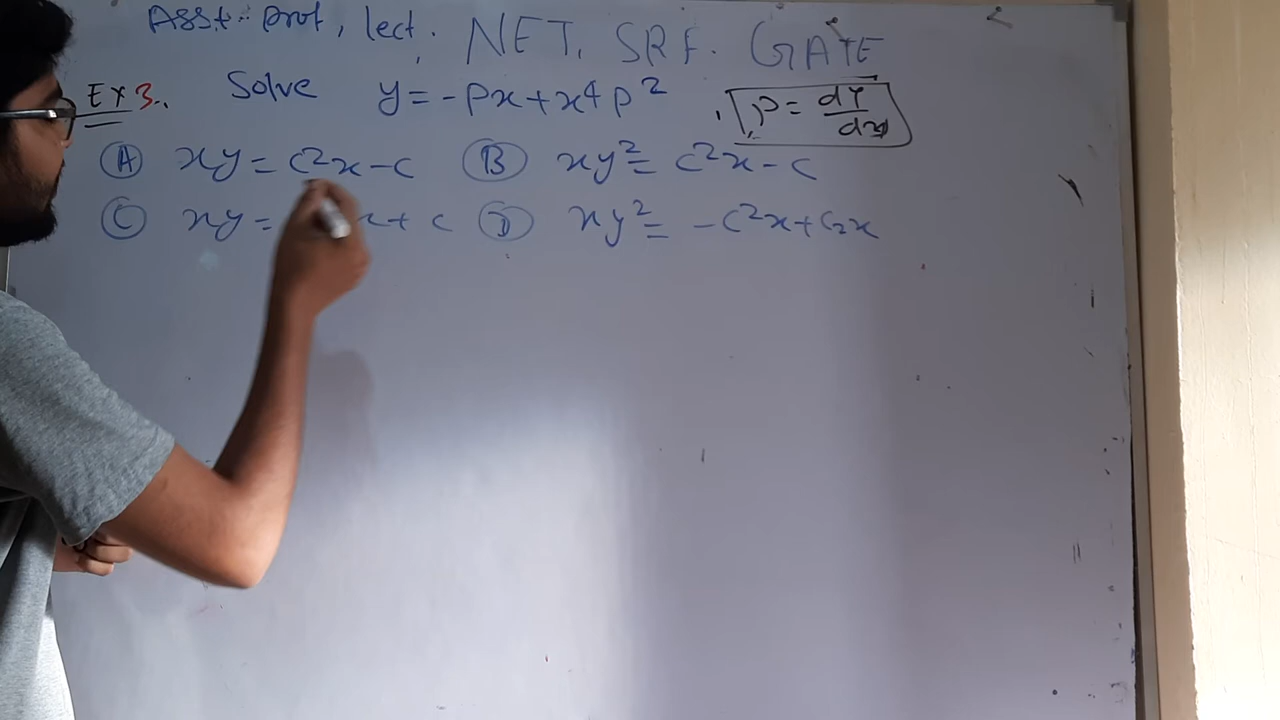 Asst. Prof, lect. NET, SRF. GATE
Ex 3. Solve y = -px + x⁴p² , p = dy/dx
(A) xy = c²x - c (B) xy² = c²x - c
(C) xy = x + c (D) xy² = -c²x + c₂x